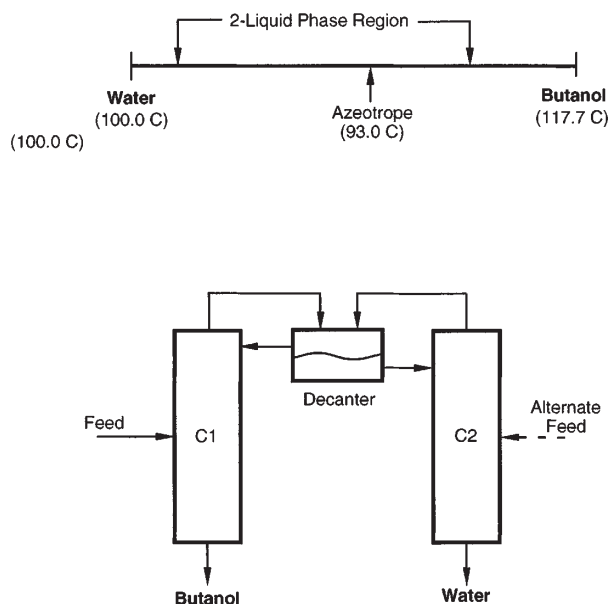 2-Liquid Phase Region
Water
(100.0 C)
(100.0 C)
Azeotrope
(93.0 C)
Butanol
(117.7 C)
Decanter
Feed
C1
C2
Alternate
Feed
Butanol
Water